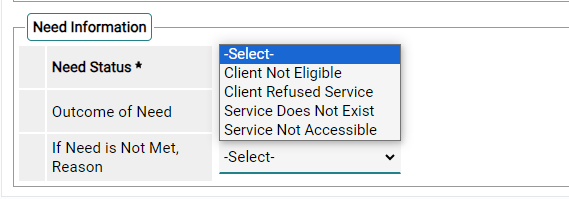 Need Information
Need Status *
-Select-
Client Not Eligible
Client Refused Service
Service Does Not Exist
Service Not Accessible
Outcome of Need
If Need is Not Met,
Reason
-Select-